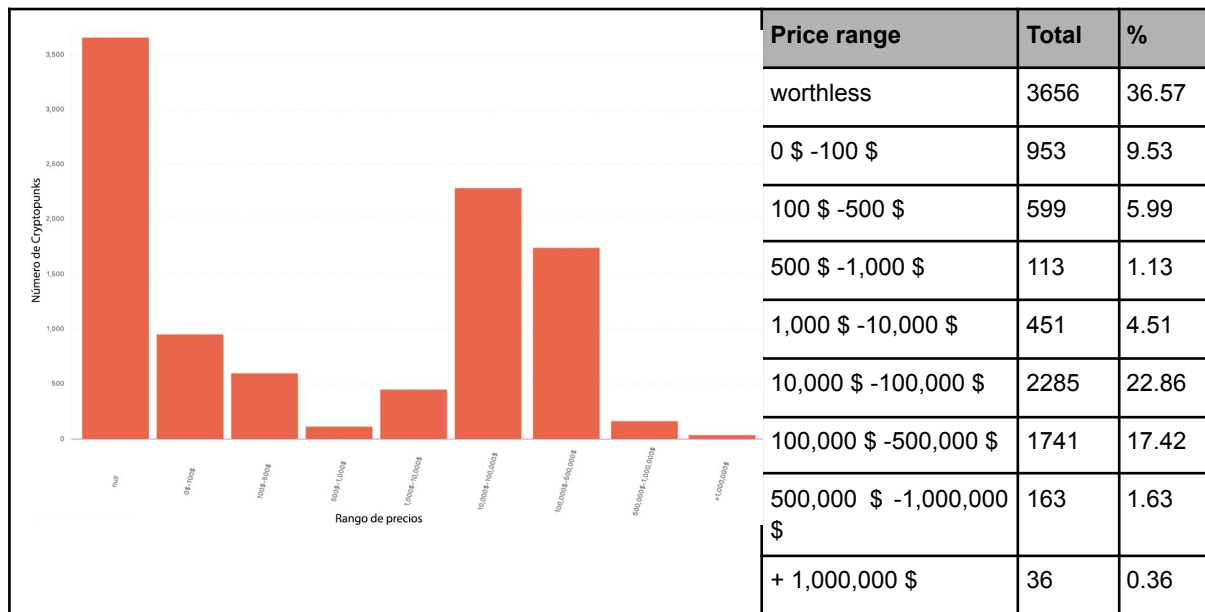 3,500
3,000
2,500
2,000
1,500
1,000
500
0
Número de Cryptopunks
null
0$-100$
100$-500$
500$-1,000$
1,000$-10,000$
10,000$-100,000$
100,000$-500,000$
500,000$-1,000,000$
+1,000,000$
Rango de precios
Price range Total %
worthless 3656 36.57
0 $ -100 $ 953 9.53
100 $ -500 $ 599 5.99
500 $ -1,000 $ 113 1.13
1,000 $ -10,000 $ 451 4.51
10,000 $ -100,000 $ 2285 22.86
100,000 $ -500,000 $ 1741 17.42
500,000 $ -1,000,000 163 1.63
$
+ 1,000,000 $ 36 0.36